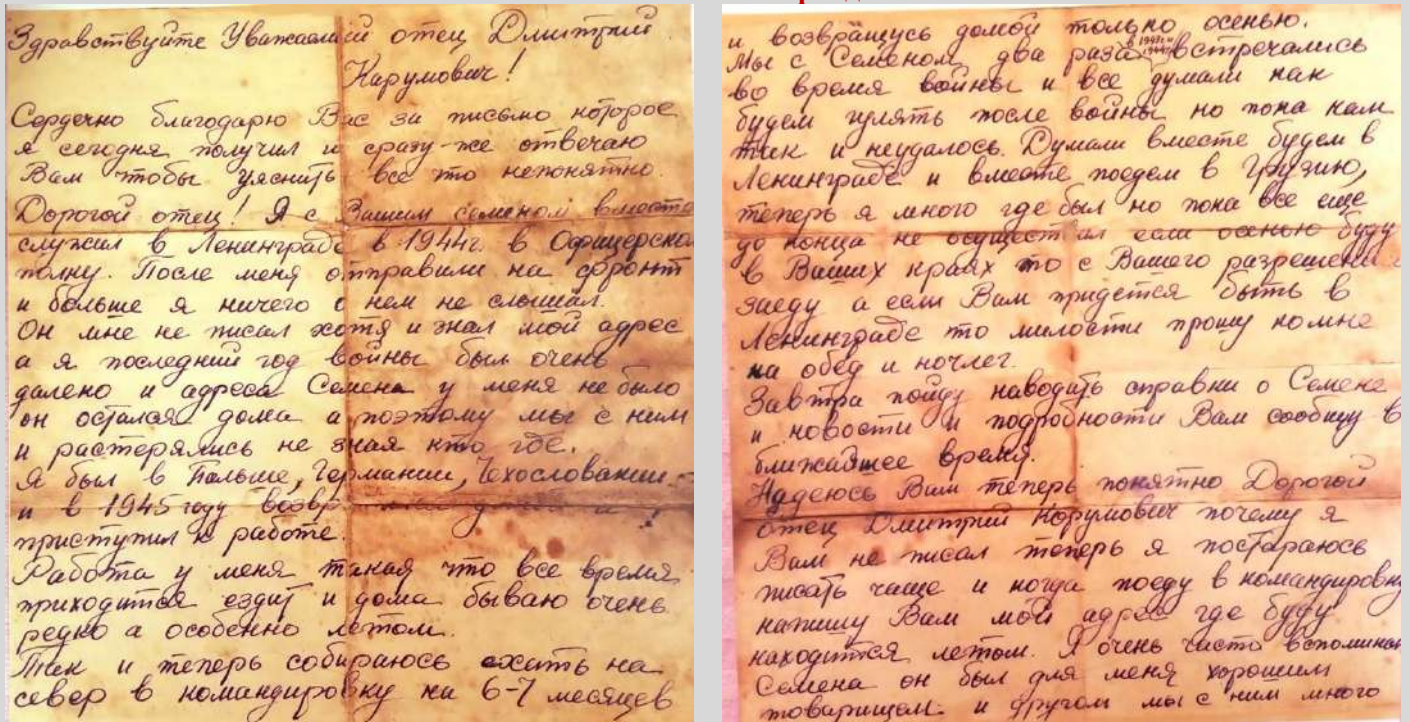 Здравствуйте Уважаемый отец Дмитрий
Карумович!
Сердечно благодарю Вас за письмо которое
я сегодня получил и сразу-же отвечаю
Вам чтобы уяснить все то непонятно.
Дорогой отец! Я с Вашим семеном вместе
служил в Ленинграде в 1944г. в Офицерско
полку. После меня отправили на фронт
и больше я ничего о нем не слышал.
Он мне не писал хотя и знал мой адрес
а я последний год войны был очень
далеко и адреса Семена у меня не было
он остался дома а поэтому мы с ним
и растерялись не зная кто где.
Я был в Польше, Германии, Чехословакии
и в 1945 году
приступил к работе.
Работа у меня такая что все время
приходится ездит и дома бываю очень
редко а особенно летом.
Так и теперь собираюсь ехать на
север в командировку на 6-7 месяцев
и возвращусь домой только осенью.
Мы с Семеном два раза в 1943г и 1944г встречались
во время войны и все думали как
будем гулять после войны но пока нам
так и неудалось. Думали вместе будем в
Ленинграде и вместе поедем в Грузию,
теперь я много где был но пока все еще
до конца не осуществил если осенью буду
в Ваших краях то с Вашего разрешени
заеду а если Вам придется быть в
Ленинграде то милости прошу ко мне
на обед и ночлег.
Завтра пойду наводить справки о Семене
и новости и подробности Вам сообщу в
ближайшее время.
Надеюсь Вам теперь понятно Дорогой
отец Дмитрий Корумович почему я
Вам не писал теперь я постараюсь
писать чаще и когда поеду в командировку
напишу Вам мой адрес где буду
находится летом. Я очень часто вспоминаю
Семена он был для меня хорошим
товарищем и другом мы с ним много